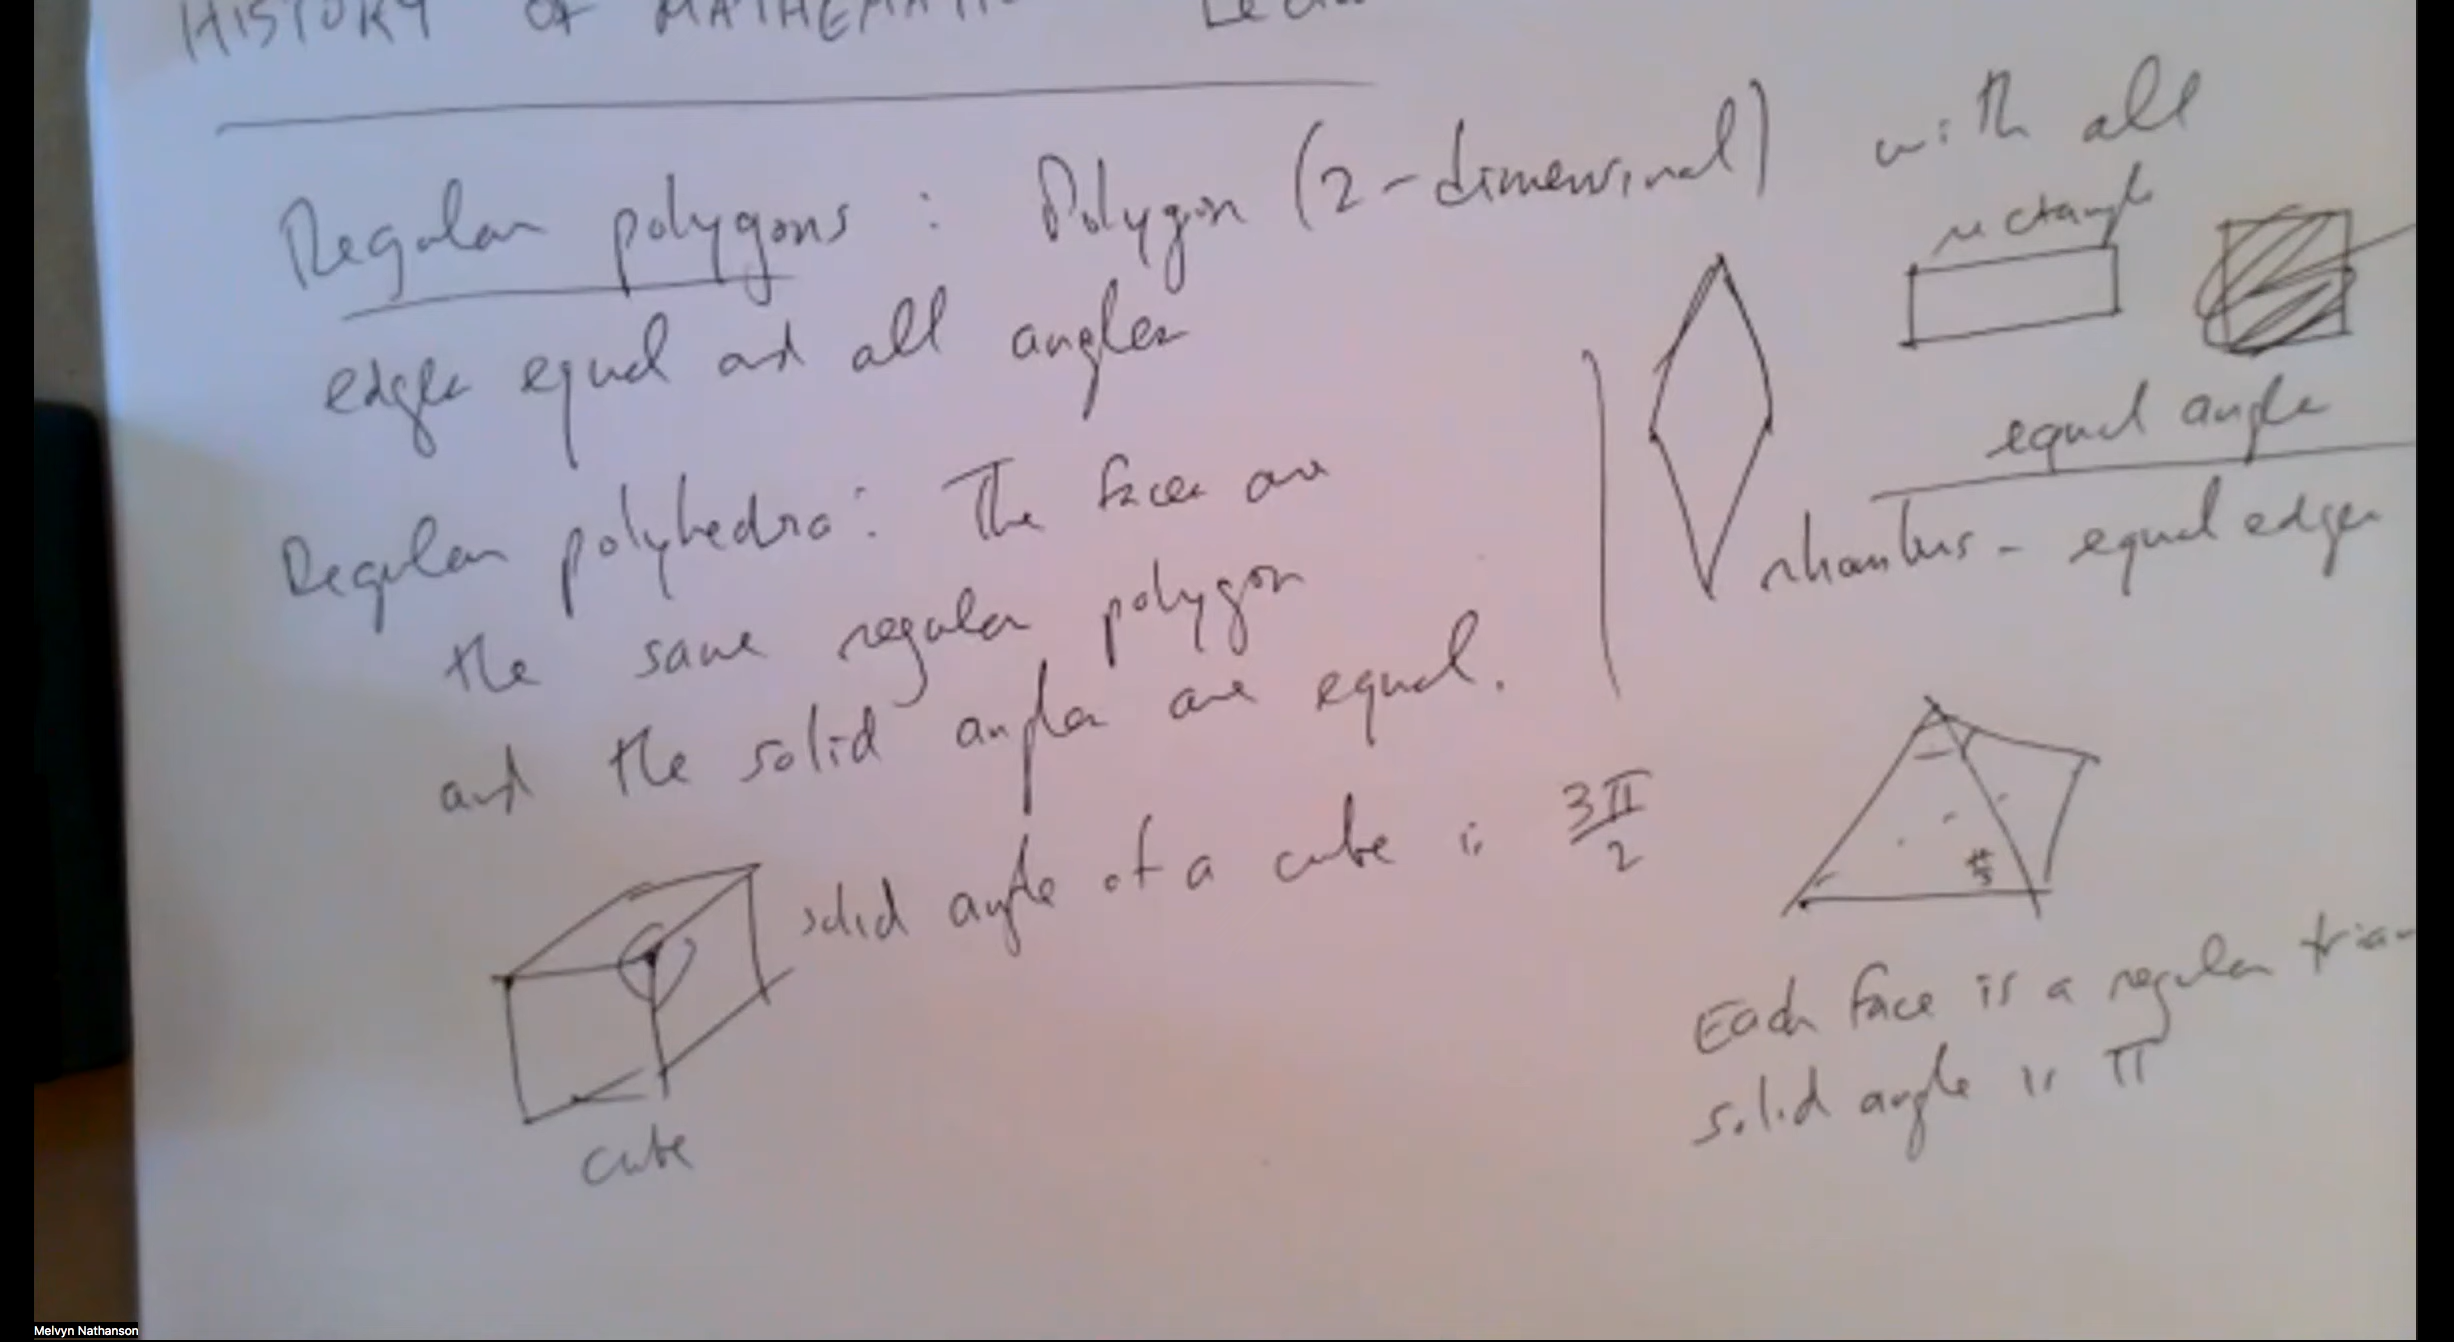 HISTORY OF MATHEMATI
Regular polygons : Polygon (2-dimensional) with all
edges equal and all angles
rectangle
equal angle
rhombus - equal edges
Regular polyhedra: The faces are
the same regular polygon
and the solid angles are equal.
solid angle of a cube is 3π/2
cube
π/3
Each face is a regular trian
solid angle is π
Melvyn Nathanson